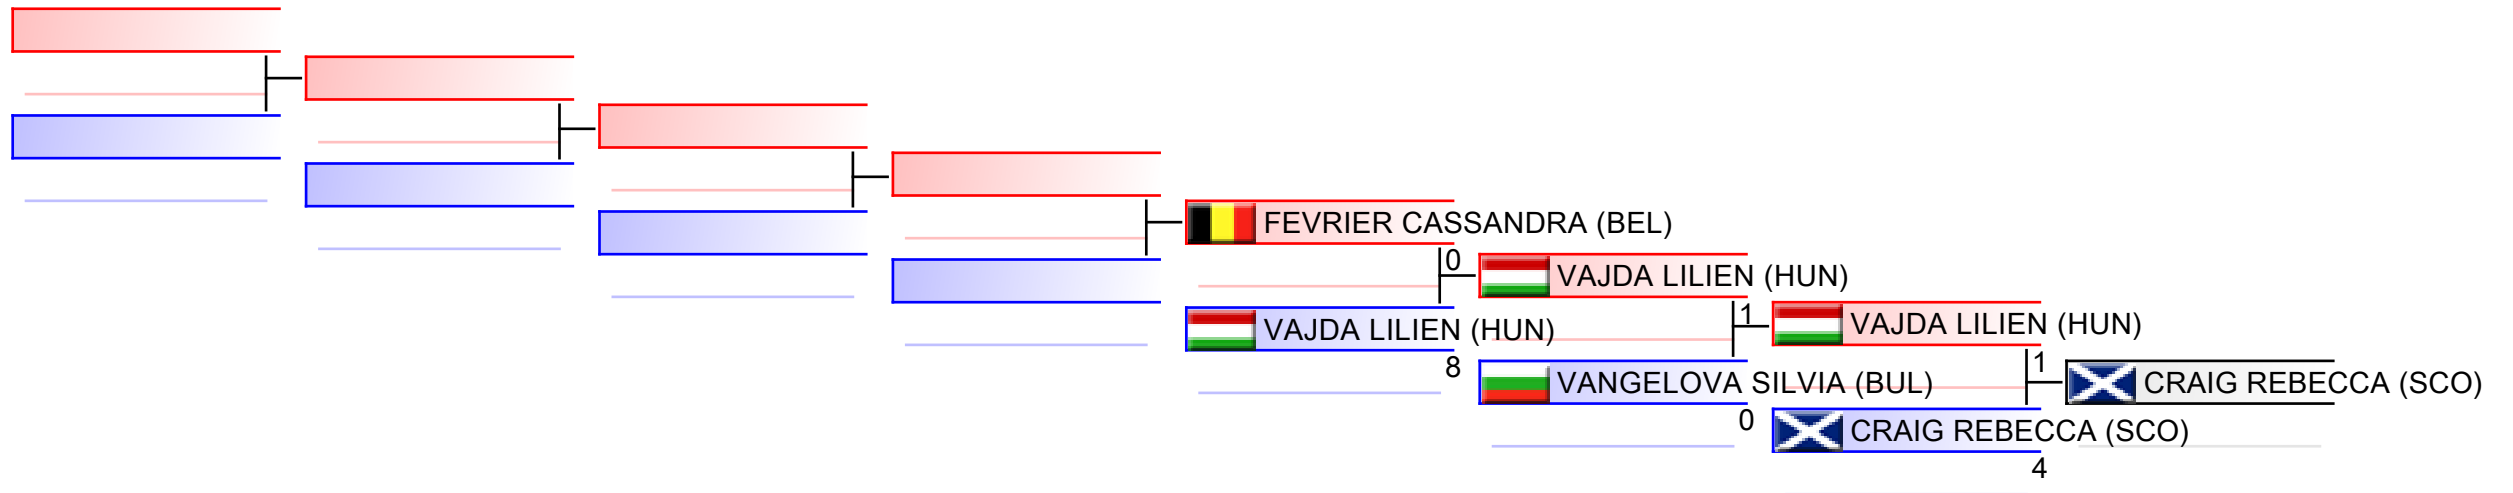 FEVRIER CASSANDRA (BEL)
0
VAJDA LILIEN (HUN)
8
VAJDA LILIEN (HUN)
1
VANGELOVA SILVIA (BUL)
0
VAJDA LILIEN (HUN)
1
CRAIG REBECCA (SCO)
4
CRAIG REBECCA (SCO)